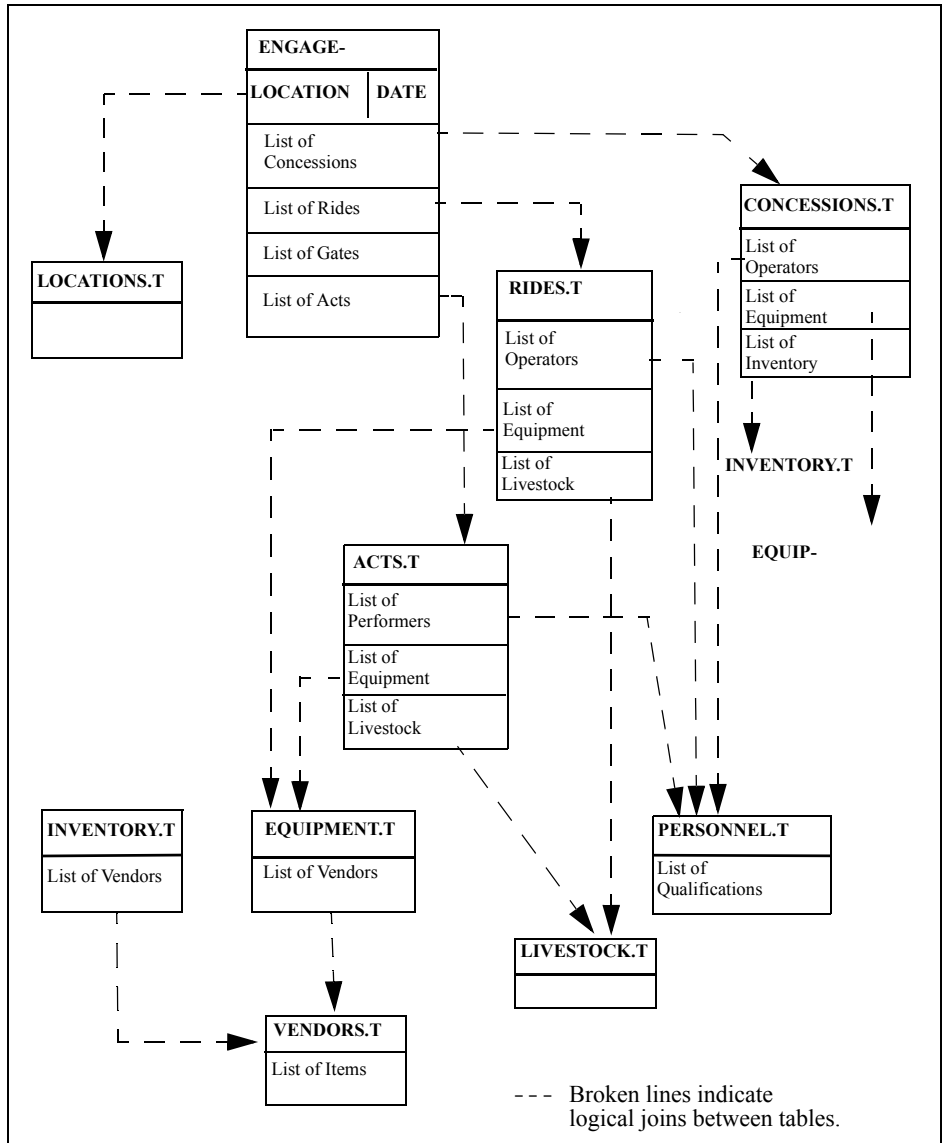 ENGAGE-
LOCATION DATE
List of
Concessions
List of Rides
List of Gates
List of Acts
LOCATIONS.T
CONCESSIONS.T
List of
Operators
List of
Equipment
List of
Inventory
RIDES.T
List of
Operators
List of
Equipment
List of
Livestock
INVENTORY.T
EQUIP-
ACTS.T
List of
Performers
List of
Equipment
List of
Livestock
INVENTORY.T
List of Vendors
EQUIPMENT.T
List of Vendors
PERSONNEL.T
List of
Qualifications
LIVESTOCK.T
VENDORS.T
List of Items
--- Broken lines indicate
logical joins between tables.